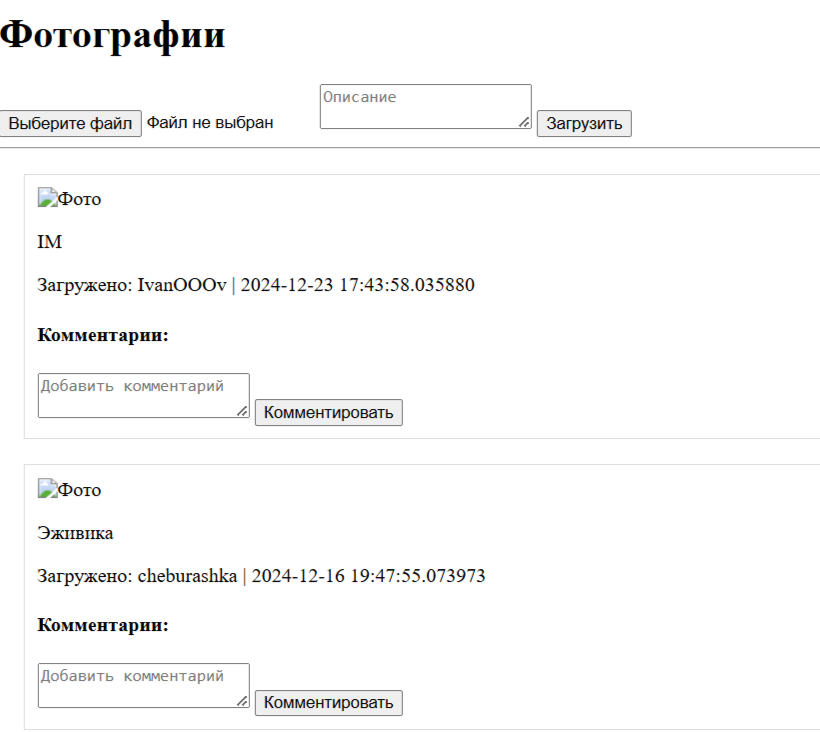 Фотографии
Описание
Выберите файл Файл не выбран Загрузить
Фото
IM
Загружено: IvanOOOv | 2024-12-23 17:43:58.035880
Комментарии:
Добавить комментарий
Комментировать
Фото
Эживика
Загружено: cheburashka | 2024-12-16 19:47:55.073973
Комментарии:
Добавить комментарий
Комментировать